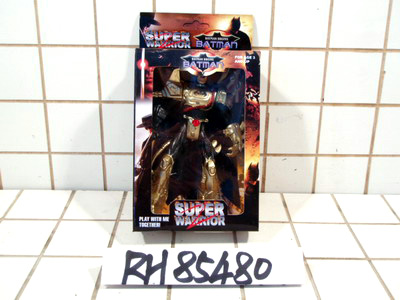 SUPER
WARRIOR
BATMAN
BATMAN
SUPER
WARRIOR
PLAY WITH ME
TOGETHER!
RH85480